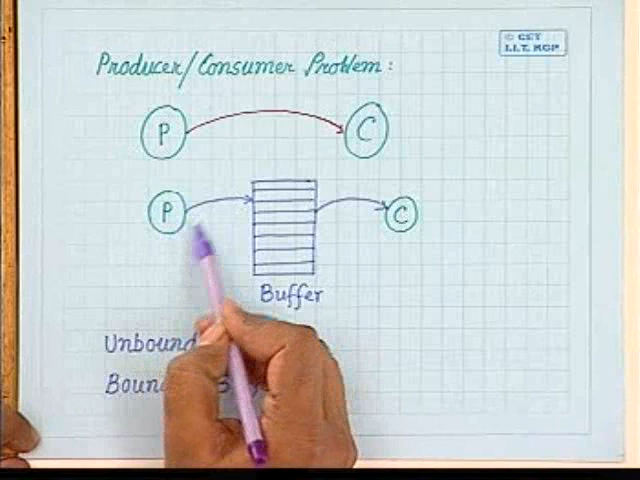 © CET
I.I.T. KGP
Producer/Consumer Problem:
P
C
P
C
Buffer